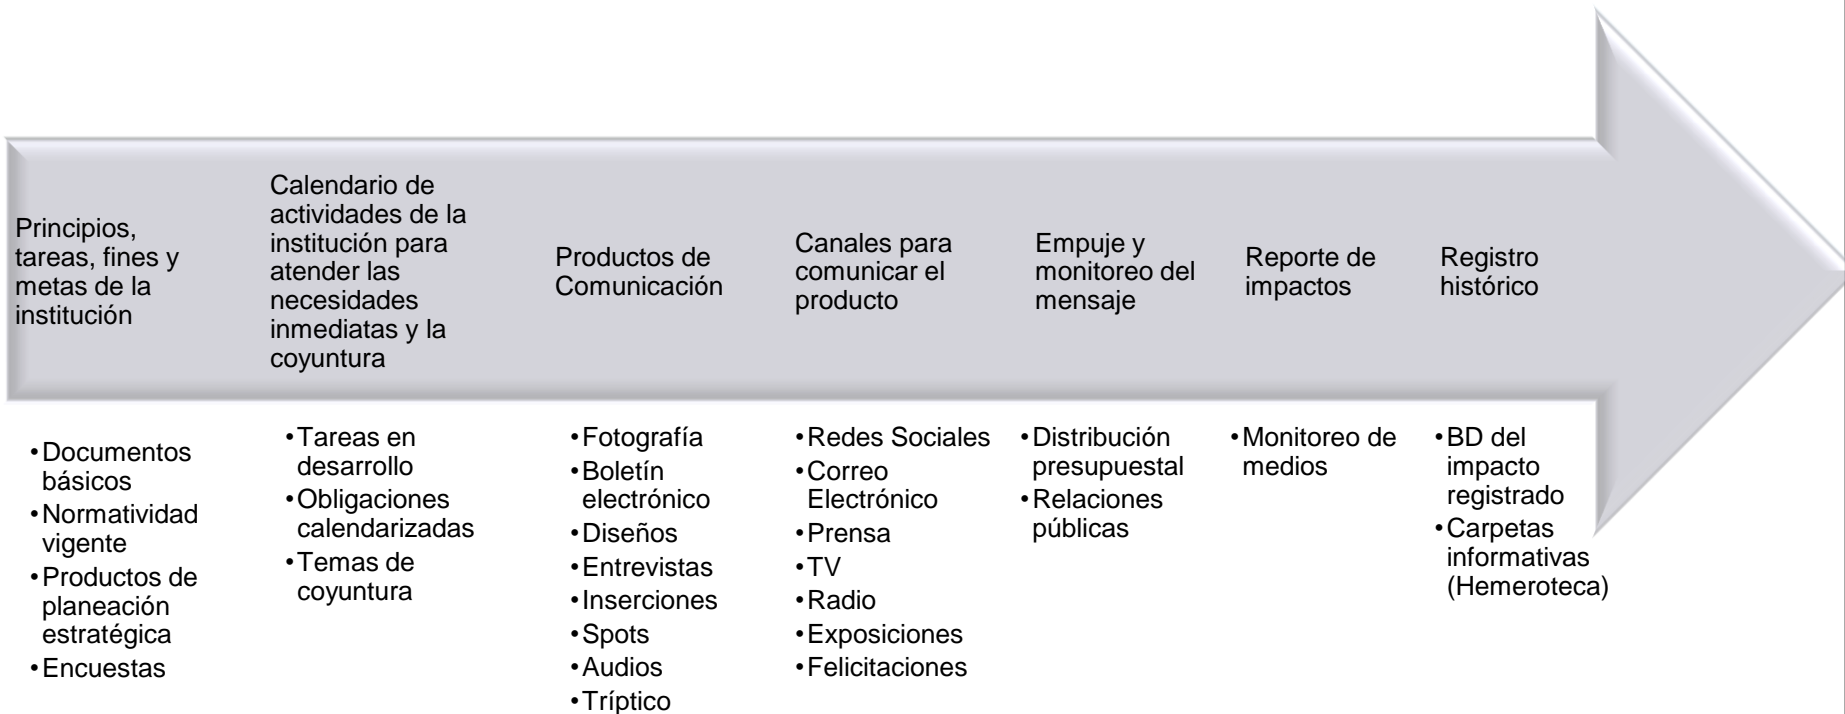 Principios,
tareas, fines y
metas de la
institución
Calendario de
actividades de la
institución para
atender las
necesidades
inmediatas y la
coyuntura
Productos de
Comunicación
Canales para
comunicar el
producto
Empuje y
monitoreo del
mensaje
Reporte de
impactos
Registro
histórico
•Documentos
básicos
•Normatividad
vigente
•Productos de
planeación
estratégica
•Encuestas
•Tareas en
desarrollo
•Obligaciones
calendarizadas
•Temas de
coyuntura
•Fotografía
•Boletín
electrónico
•Diseños
•Entrevistas
•Inserciones
•Spots
•Audios
•Tríptico
•Redes Sociales
•Correo
Electrónico
•Prensa
•TV
•Radio
•Exposiciones
•Felicitaciones
•Distribución
presupuestal
•Relaciones
públicas
•Monitoreo de
medios
•BD del
impacto
registrado
•Carpetas
informativas
(Hemeroteca)